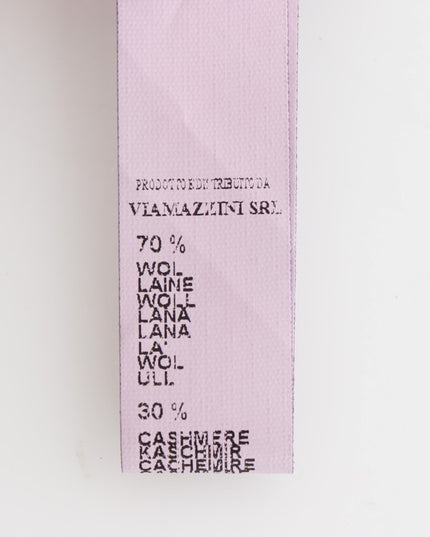 PRODOTTO E DISTRIBUITO DA
VIAMAZZINI SRL
70 %
WOL
LAINE
WOLL
LANA
LANA
LA'
WOL
ULL
30 %
CASHMERE
KASCHMIR
CACHEMIRE